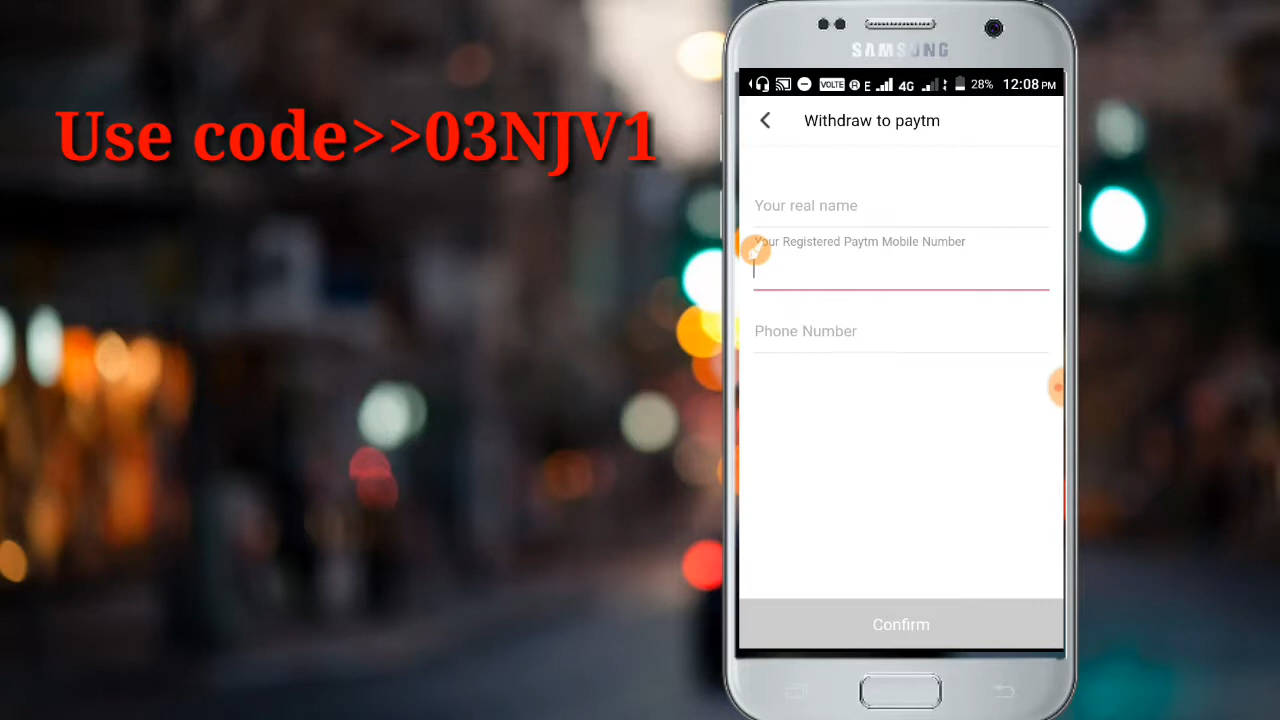 Use code>>03NJV1
SAMSUNG
VOLTE R E 4G 28% 12:08 PM
Withdraw to paytm
Your real name
Your Registered Paytm Mobile Number
Phone Number
Confirm